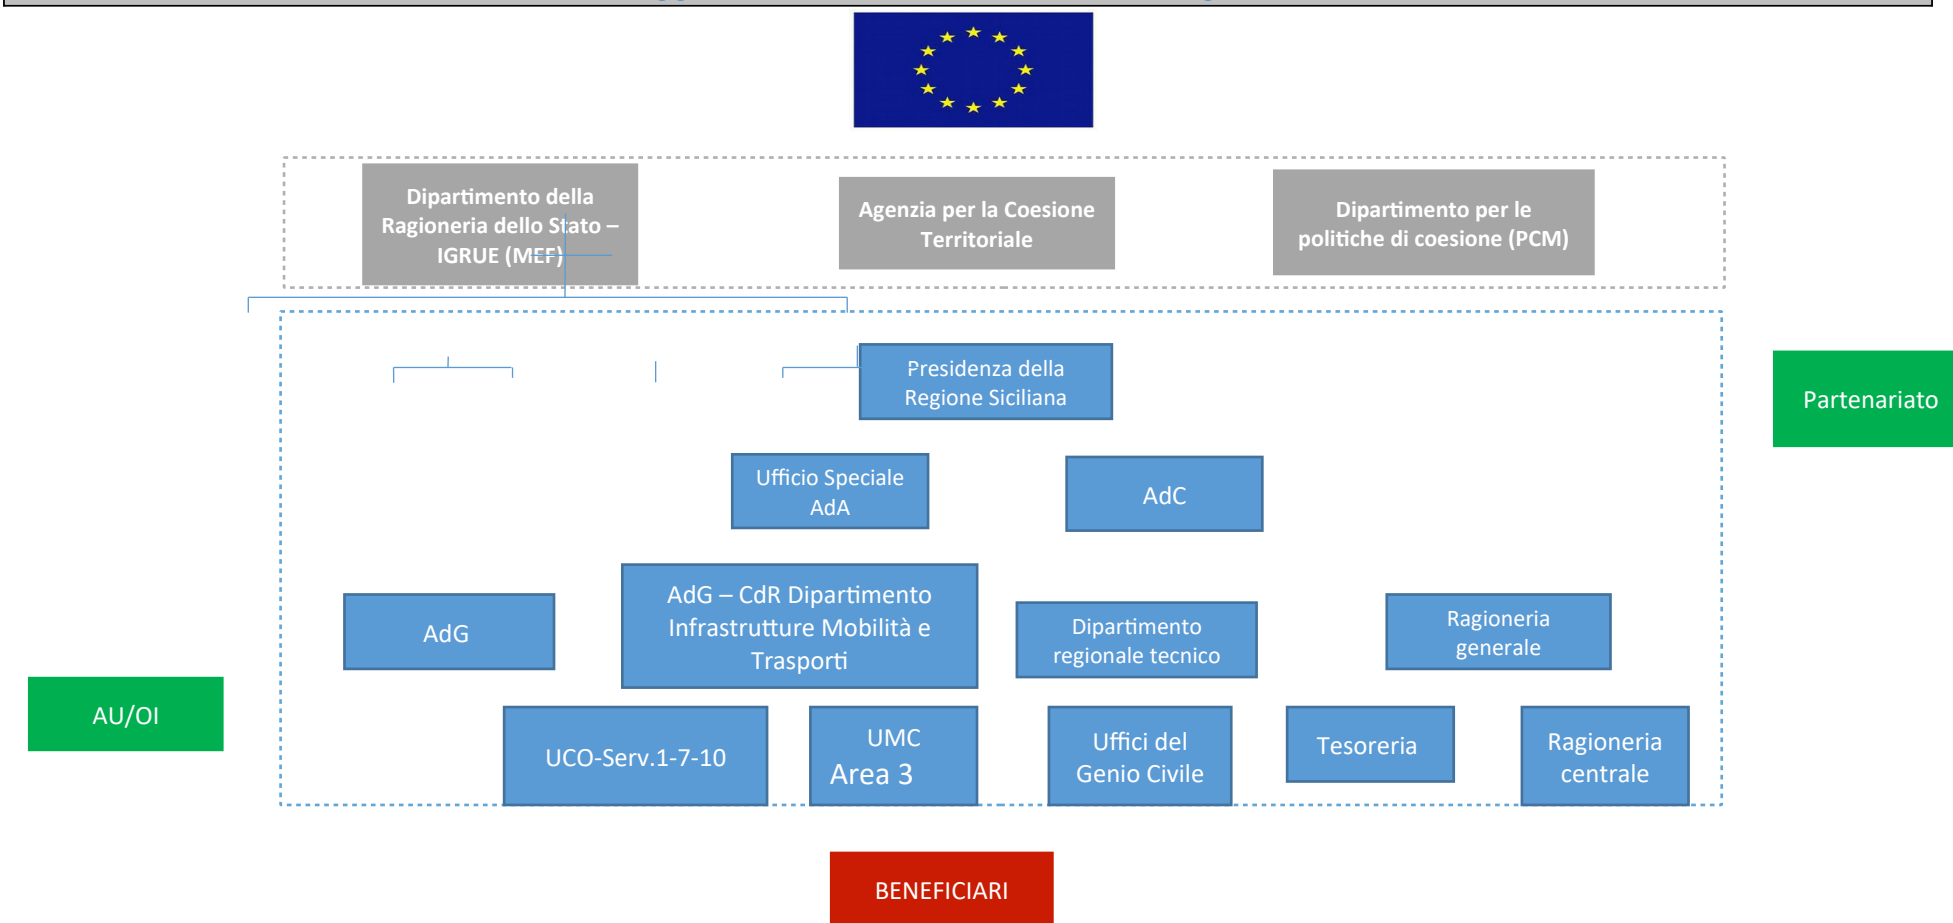 Dipartimento della
Ragioneria dello Stato –
IGRUE (MEF)
Agenzia per la Coesione
Territoriale
Dipartimento per le
politiche di coesione (PCM)
Presidenza della
Regione Siciliana
Partenariato
Ufficio Speciale
AdA
AdC
AdG
AdG – CdR Dipartimento
Infrastrutture Mobilità e
Trasporti
Dipartimento
regionale tecnico
Ragioneria
generale
AU/OI
UCO-Serv.1-7-10
UMC
Area 3
Uffici del
Genio Civile
Tesoreria
Ragioneria
centrale
BENEFICIARI